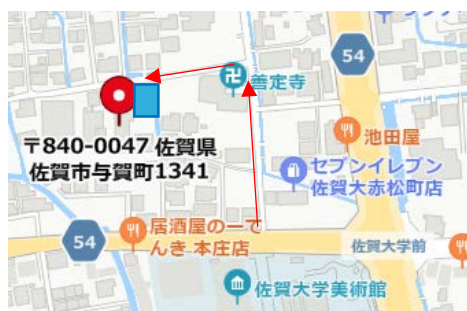 54
善定寺
〒840-0047 佐賀県
佐賀市与賀町1341
池田屋
セブンイレブン
佐賀大赤松町店
54
居酒屋の一て
んき 本庄店
佐賀大学前
佐賀大学美術館